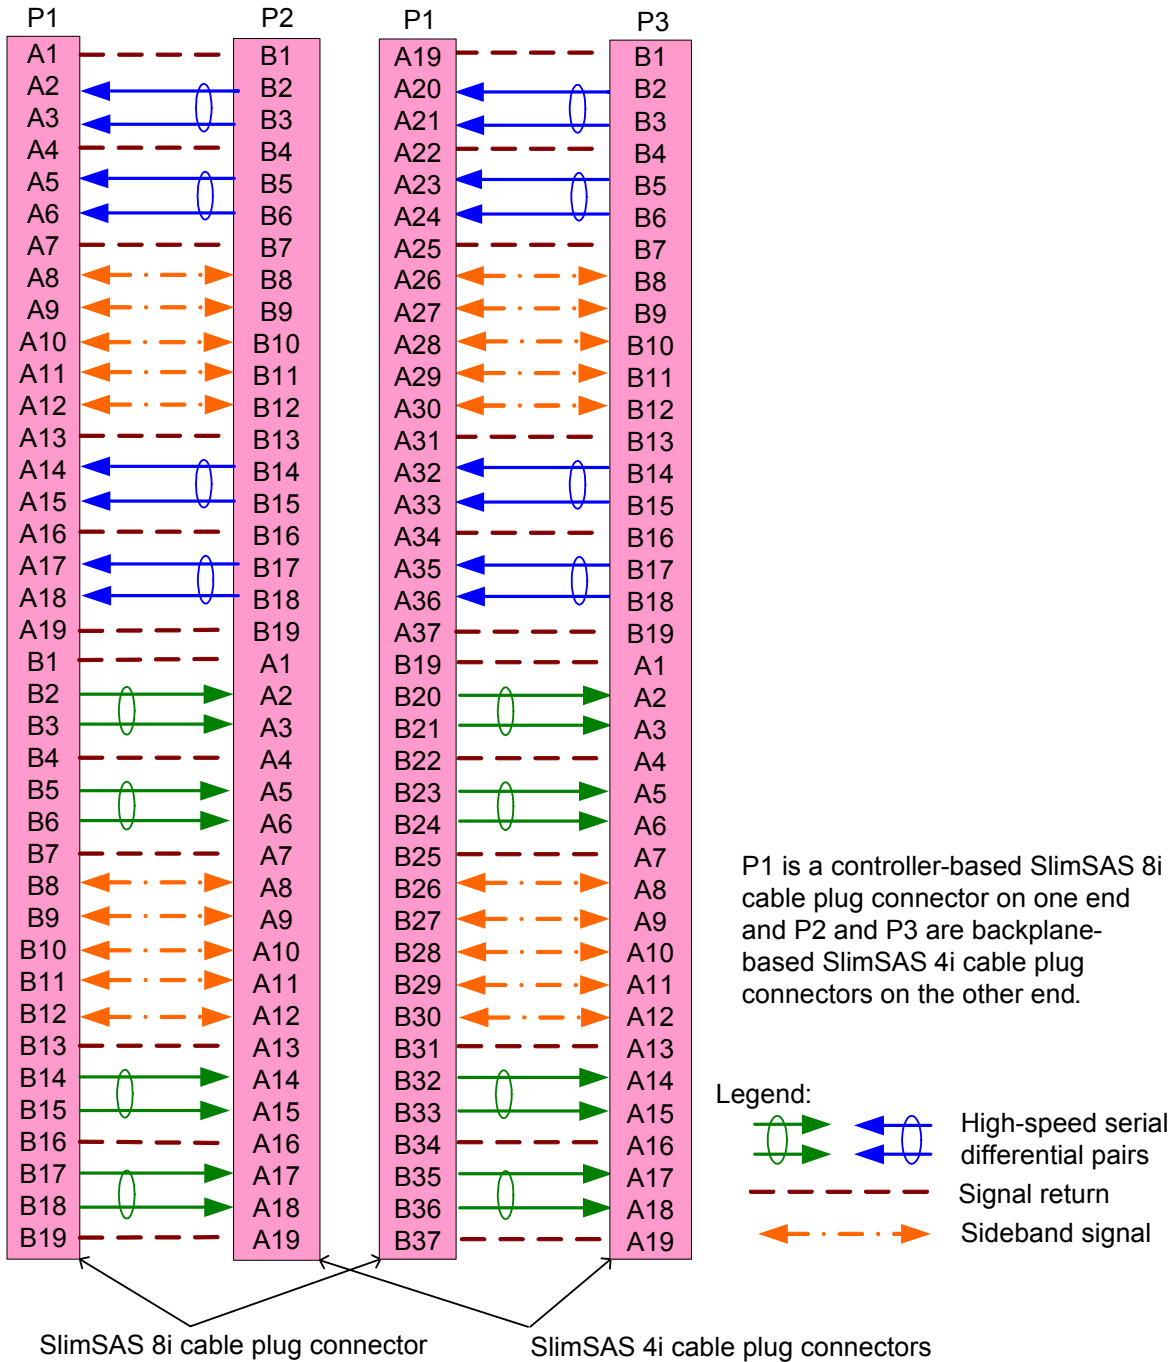 P1 P2 P1 P3
A1 B1 A19 B1
A2 B2 A20 B2
A3 B3 A21 B3
A4 B4 A22 B4
A5 B5 A23 B5
A6 B6 A24 B6
A7 B7 A25 B7
A8 B8 A26 B8
A9 B9 A27 B9
A10 B10 A28 B10
A11 B11 A29 B11
A12 B12 A30 B12
A13 B13 A31 B13
A14 B14 A32 B14
A15 B15 A33 B15
A16 B16 A34 B16
A17 B17 A35 B17
A18 B18 A36 B18
A19 B19 A37 B19
B1 A1 B19 A1
B2 A2 B20 A2
B3 A3 B21 A3
B4 A4 B22 A4
B5 A5 B23 A5
B6 A6 B24 A6
B7 A7 B25 A7
B8 A8 B26 A8
B9 A9 B27 A9
B10 A10 B28 A10
B11 A11 B29 A11
B12 A12 B30 A12
B13 A13 B31 A13
B14 A14 B32 A14
B15 A15 B33 A15
B16 A16 B34 A16
B17 A17 B35 A17
B18 A18 B36 A18
B19 A19 B37 A19
P1 is a controller-based SlimSAS 8i
cable plug connector on one end
and P2 and P3 are backplane-
based SlimSAS 4i cable plug
connectors on the other end.
Legend:
High-speed serial
differential pairs
Signal return
Sideband signal
SlimSAS 8i cable plug connector
SlimSAS 4i cable plug connectors